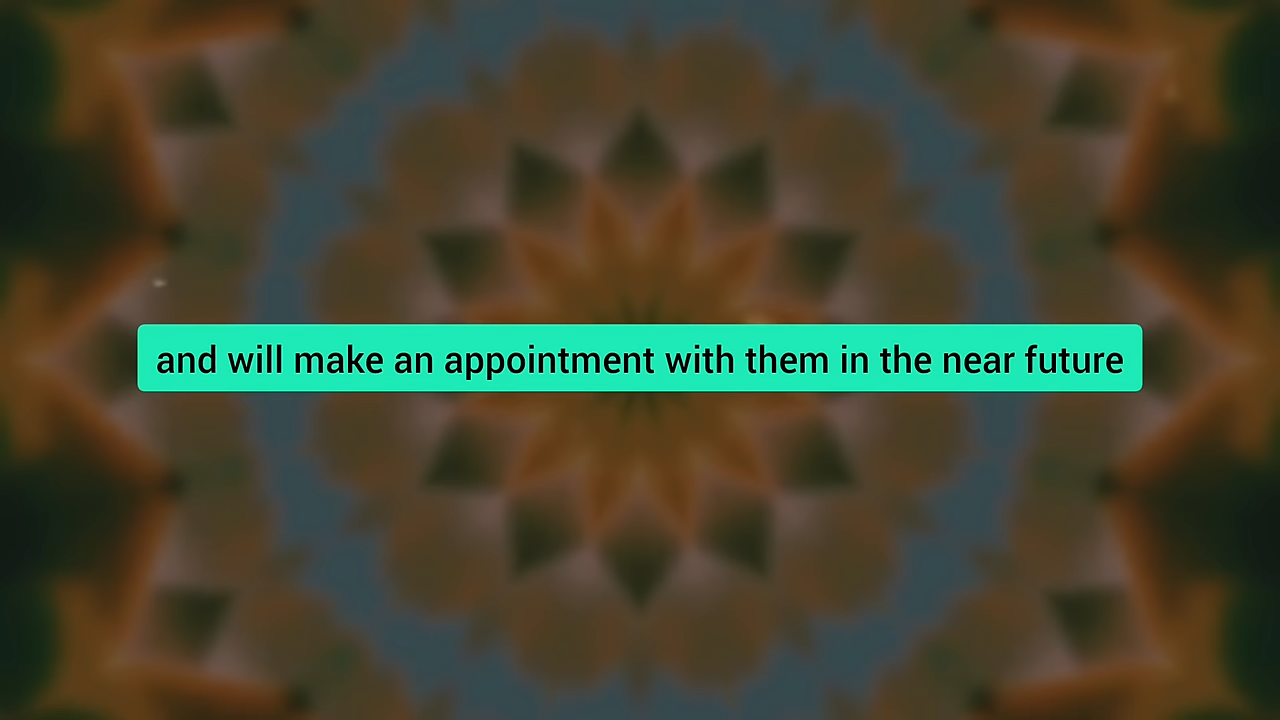 and will make an appointment with them in the near future